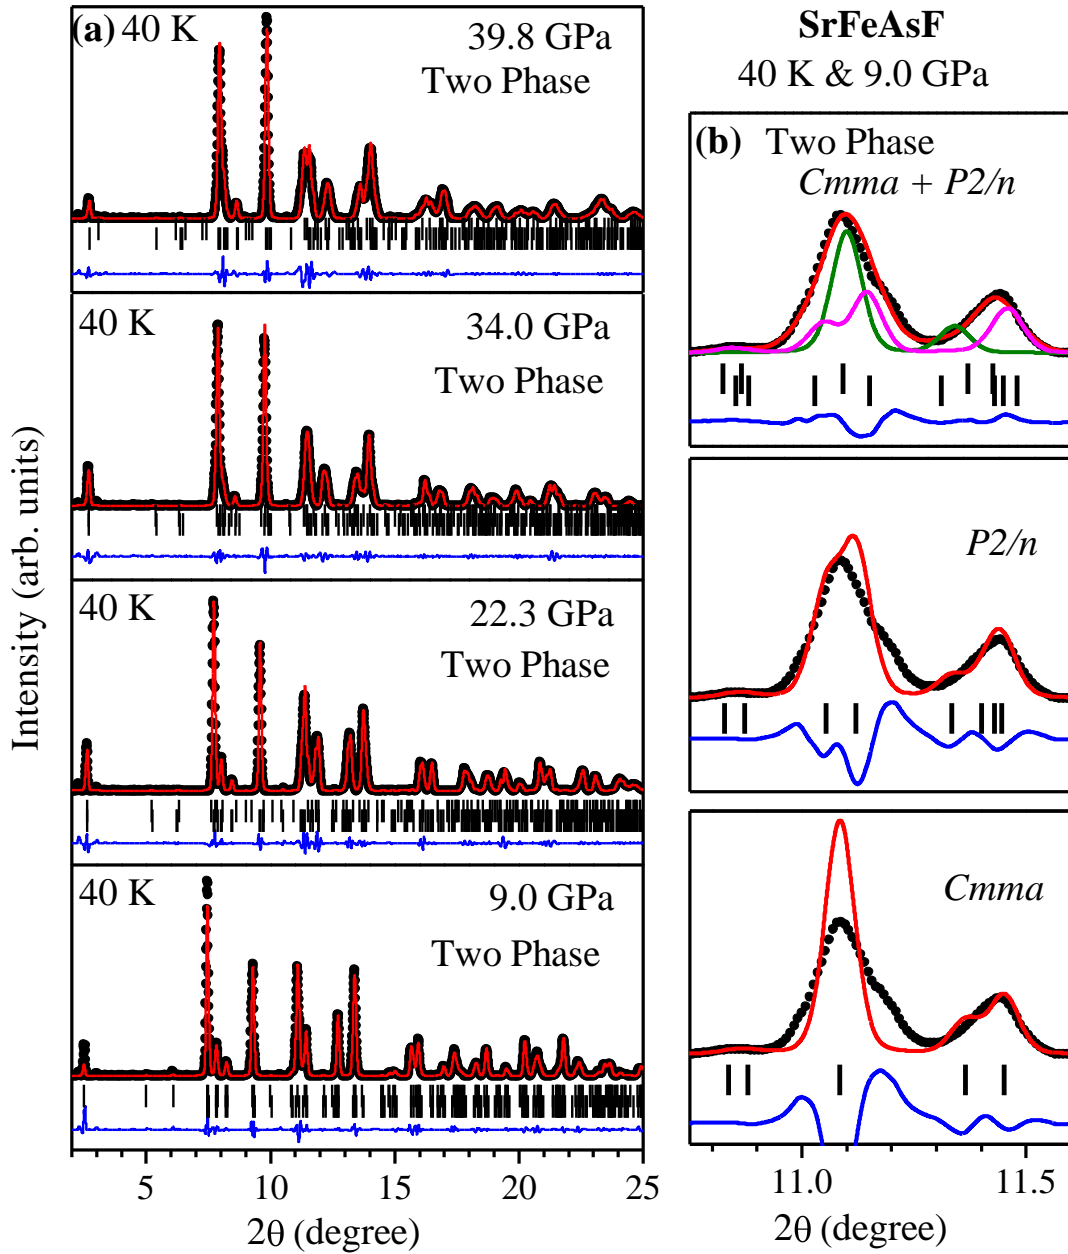 (a) 40 K
39.8 GPa
Two Phase
40 K
34.0 GPa
Two Phase
40 K
22.3 GPa
Two Phase
40 K
9.0 GPa
Two Phase
Intensity (arb. units)
5 10 15 20 25
2θ (degree)
SrFeAsF
40 K & 9.0 GPa
(b) Two Phase
Cmma + P2/n
P2/n
Cmma
11.0 11.5
2θ (degree)